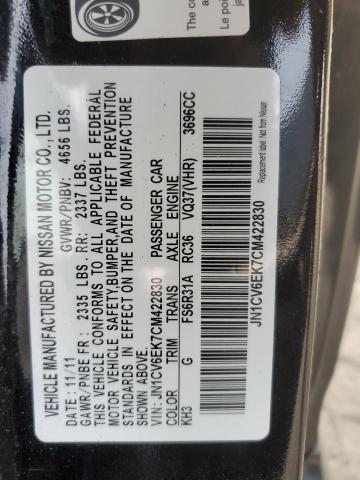 Le po
VEHICLE MANUFACTURED BY NISSAN MOTOR CO., LTD.
DATE: 11/11 GVWR/PNBV: 4656 LBS.
GAWR/PNBE FR: 2335 LBS. RR: 2337 LBS.
THIS VEHICLE CONFORMS TO ALL APPLICABLE FEDERAL
MOTOR VEHICLE SAFETY,BUMPER,AND THEFT PREVENTION
STANDARDS IN EFFECT ON THE DATE OF MANUFACTURE
SHOWN ABOVE.
VIN: JN1CV6EK7CM422830 PASSENGER CAR
COLOR TRIM TRANS AXLE ENGINE
KH3 G FS6R31A RC36 VQ37(VHR) 3696CC
JN1CV6EK7CM422830
Replacement label: Not from Nissan